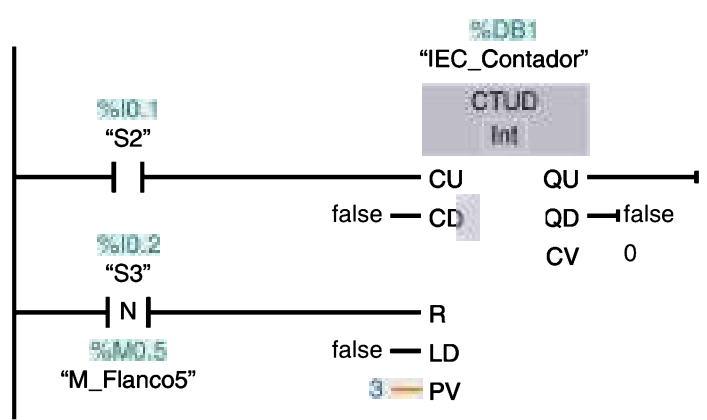 %DB1
“IEC_Contador”
CTUD
Int
%I0.1
“S2”
CU QU
false CD QD false
CV 0
%I0.2
“S3”
N R
%M0.5
“M_Flanco5”
false LD
3 PV